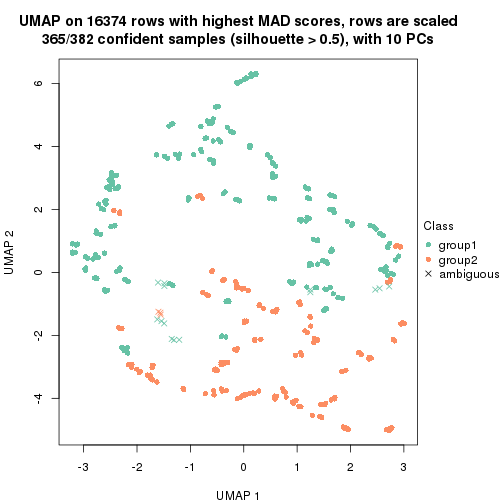 UMAP on 16374 rows with highest MAD scores, rows are scaled
365/382 confident samples (silhouette > 0.5), with 10 PCs
6
4
2
0
-2
-4
UMAP 2
-3
-2
-1
0
1
2
3
UMAP 1
Class
group1
group2
ambiguous